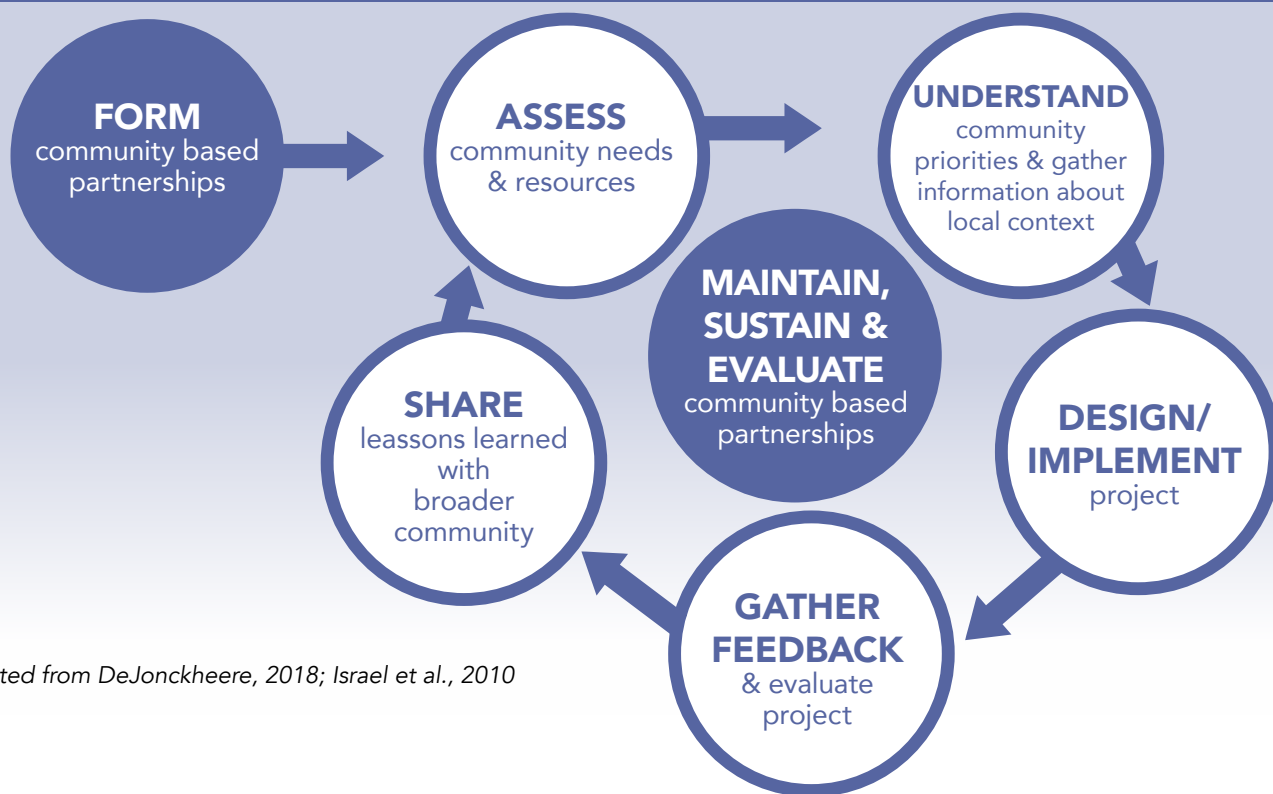 FORM
community based
partnerships
ASSESS
community needs
& resources
UNDERSTAND
community
priorities & gather
information about
local context
MAINTAIN,
SUSTAIN &
EVALUATE
community based
partnerships
DESIGN/
IMPLEMENT
project
GATHER
FEEDBACK
& evaluate
project
SHARE
leassons learned
with
broader
community
ted from DeJonckheere, 2018; Israel et al., 2010